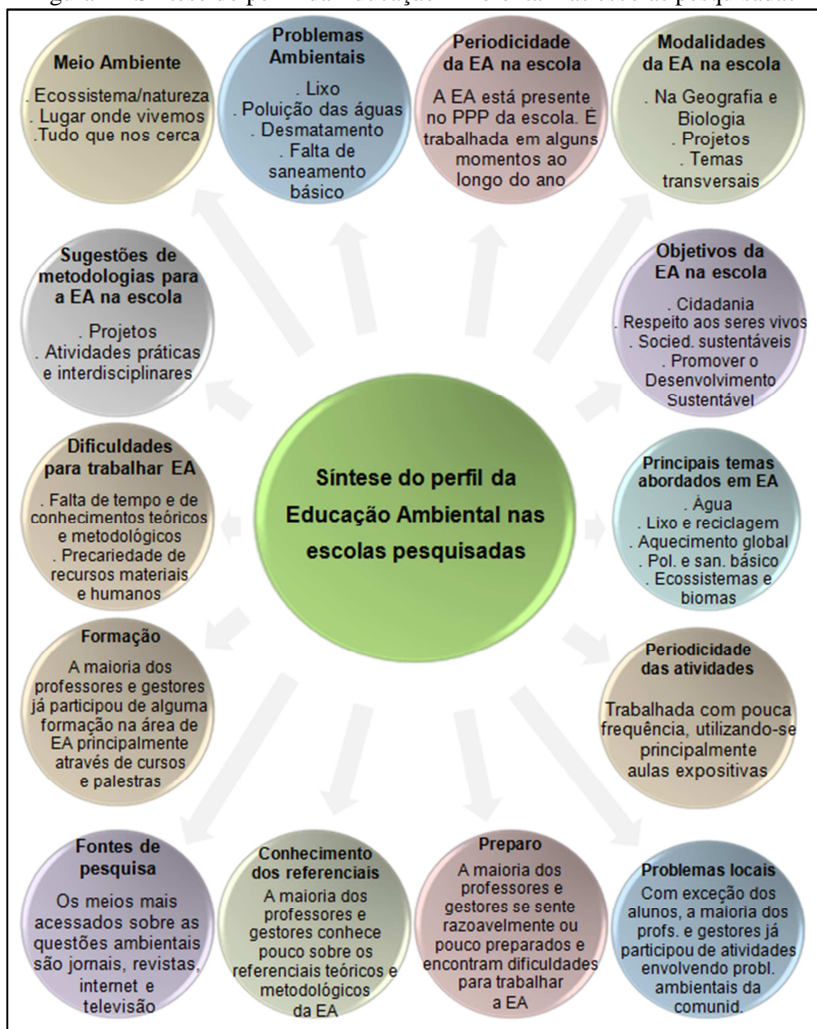 Meio Ambiente
. Ecossistema/natureza
. Lugar onde vivemos
.Tudo que nos cerca
Problemas
Ambientais
. Lixo
. Poluição das águas
. Desmatamento
. Falta de
saneamento
básico
Periodicidade
da EA na escola
A EA está presente
no PPP da escola. É
trabalhada em alguns
momentos ao
longo do ano
Modalidades
da EA na escola
. Na Geografia e
Biologia
. Projetos
. Temas
transversais
Sugestões de
metodologias para
a EA na escola
. Projetos
. Atividades práticas
e interdisciplinares
Objetivos da
EA na escola
. Cidadania
. Respeito aos seres vivos
. Socied. sustentáveis
. Promover o
Desenvolvimento
Sustentável
Dificuldades
para trabalhar EA
. Falta de tempo e de
conhecimentos teóricos
e metodológicos
. Precariedade de
recursos materiais
e humanos
Síntese do perfil da
Educação Ambiental nas
escolas pesquisadas
Principais temas
abordados em EA
. Água
. Lixo e reciclagem
. Aquecimento global
. Pol. e san. básico
. Ecossistemas e
biomas
Formação
A maioria dos
professores e gestores
já participou de alguma
formação na área de
EA principalmente
através de cursos
e palestras
Periodicidade
das atividades
Trabalhada com pouca
frequência, utilizando-se
principalmente
aulas expositivas
Fontes de
pesquisa
Os meios mais
acessados sobre as
questões ambientais
são jornais, revistas,
internet e
televisão
Conhecimento
dos referenciais
A maioria dos
professores e
gestores conhece
pouco sobre os
referenciais teóricos e
metodológicos
da EA
Preparo
A maioria dos
professores e
gestores se sente
razoavelmente ou
pouco preparados e
encontram dificuldades
para trabalhar
a EA
Problemas locais
Com exceção dos
alunos, a maioria dos
profs. e gestores já
participou de atividades
envolvendo probl.
ambientais da
comunid.